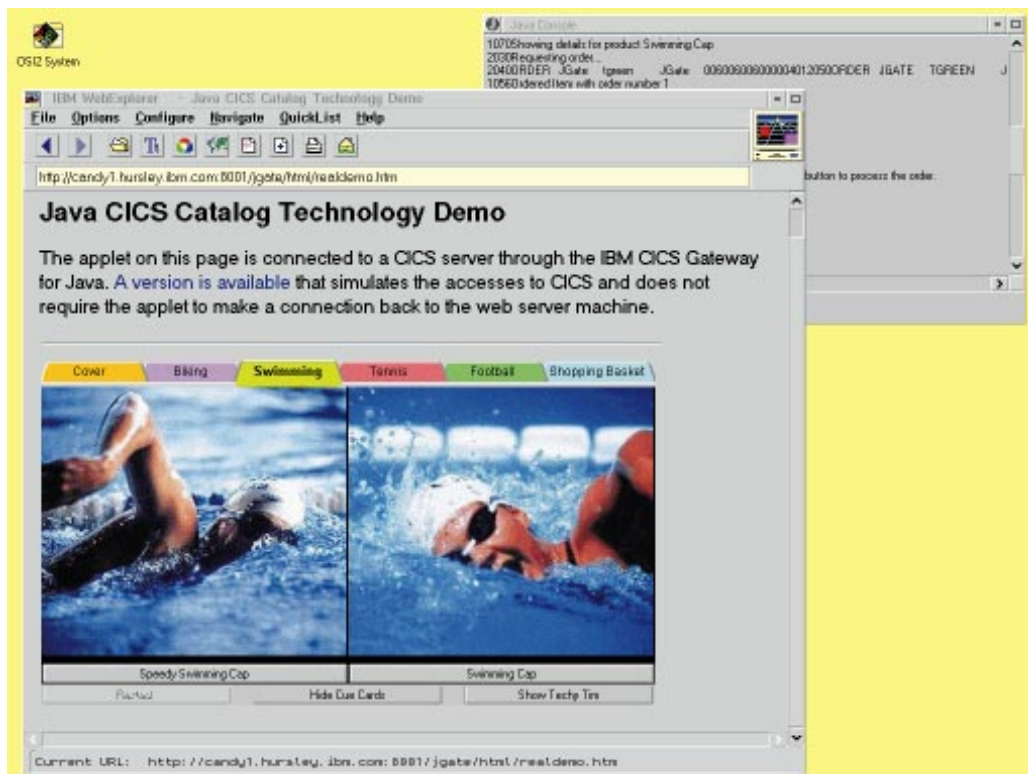 OS/2 System
Java Console
10705howing details for product Swimming Cap
2030Requesting order...
20400RDER JGate tgreen JGate 00600600600000401 2050ORDER JGATE TGREEN J
10560rdered Item with order number 1
button to process the order.
IBM WebExplorer - Java CICS Catalog Technology Demo
File Options Configure Navigate QuickList Help
http://candy1.hursley.ibm.com:8001/jgate/html/realdemo.htm
Java CICS Catalog Technology Demo
The applet on this page is connected to a CICS server through the IBM CICS Gateway
for Java. A version is available that simulates the accesses to CICS and does not
require the applet to make a connection back to the web server machine.
Cover Biking Swimming Tennis Football Shopping Basket
Speedy Swimming Cap Swimming Cap
Hide Cue Cards Show Techy Tim
Current URL: http://candy1.hursley.ibm.com:8001/jgate/html/realdemo.htm